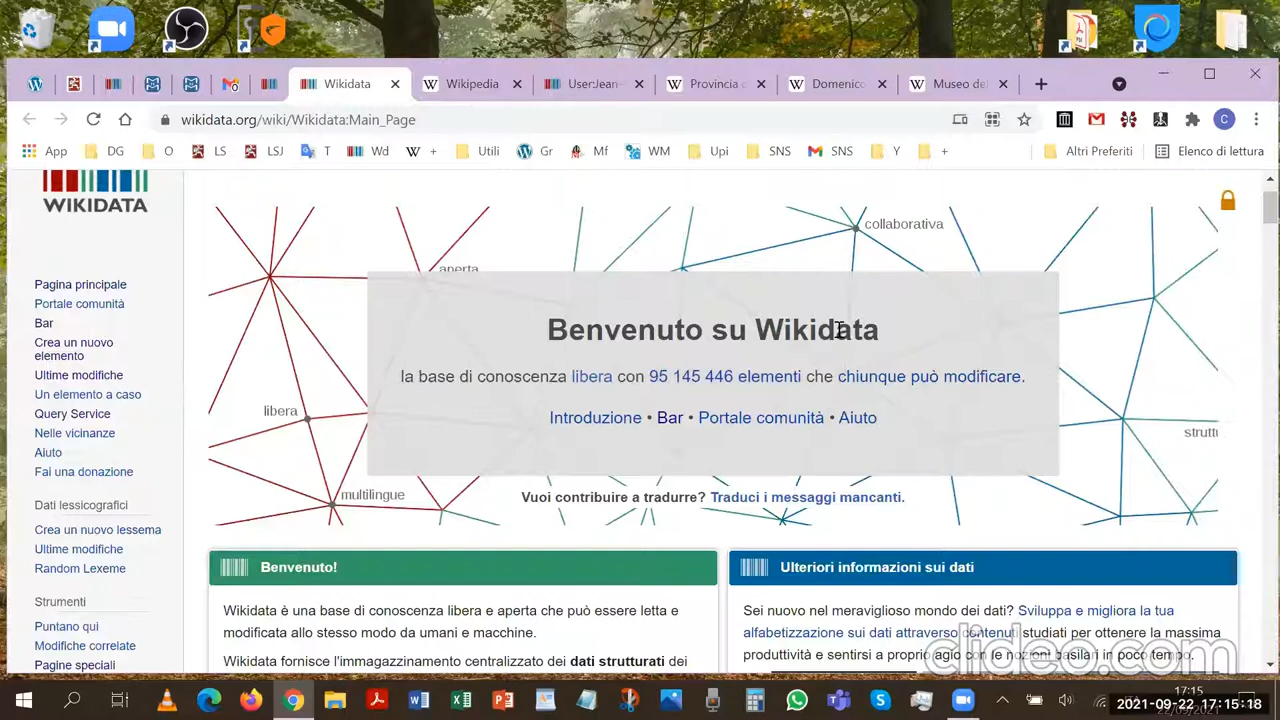 Wikidata
Wikipedia
User:Jean-
Provincia
Domenico
Museo de
wikidata.org/wiki/Wikidata:Main_Page
C
App
DG
O
LS
LSJ
T
Wd
+
Utili
Gr
Mf
WM
Upi
SNS
SNS
Y
+
Altri Preferiti
Elenco di lettura
WIKIDATA
collaborativa
aperta
Pagina principale
Portale comunità
Bar
Crea un nuovo
elemento
Ultime modifiche
Un elemento a caso
Query Service
Nelle vicinanze
Aiuto
Fai una donazione
Dati lessicografici
Crea un nuovo lessema
Ultime modifiche
Random Lexeme
Strumenti
Puntano qui
Modifiche correlate
Pagine speciali
Benvenuto su Wikidata
la base di conoscenza libera con 95 145 446 elementi che chiunque può modificare.
Introduzione • Bar • Portale comunità • Aiuto
libera
struttu
multilingue
Vuoi contribuire a tradurre? Traduci i messaggi mancanti.
Benvenuto!
Wikidata è una base di conoscenza libera e aperta che può essere letta e
modificata allo stesso modo da umani e macchine.
Wikidata fornisce l'immagazzinamento centralizzato dei dati strutturati dei
Ulteriori informazioni sui dati
Sei nuovo nel meraviglioso mondo dei dati? Sviluppa e migliora la tua
alfabetizzazione sui dati attraverso contenuti studiati per ottenere la massima
produttività e sentirsi a proprio agio con le nozioni basilari in poco tempo.
clideo.com
17:15
2021-09-22 17:15:18